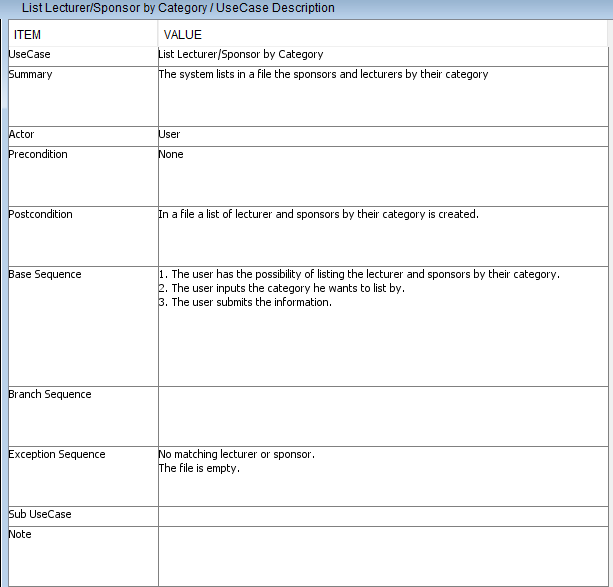 List Lecturer/Sponsor by Category / UseCase Description
ITEM VALUE
UseCase List Lecturer/Sponsor by Category
Summary The system lists in a file the sponsors and lecturers by their category
Actor User
Precondition None
Postcondition In a file a list of lecturer and sponsors by their category is created.
Base Sequence 1. The user has the possibility of listing the lecturer and sponsors by their category.
2. The user inputs the category he wants to list by.
3. The user submits the information.
Branch Sequence
Exception Sequence No matching lecturer or sponsor.
The file is empty.
Sub UseCase
Note